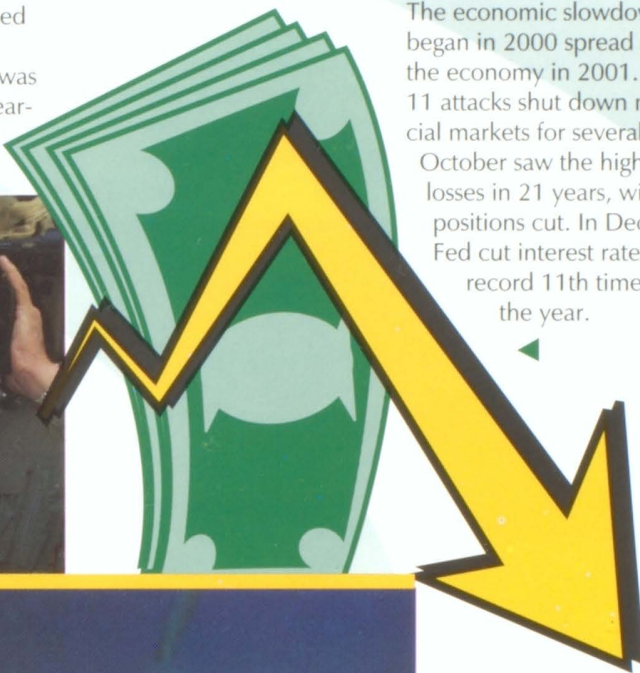 ed
was
ear-
The economic slowdo
began in 2000 spread
the economy in 2001.
11 attacks shut down
cial markets for several
October saw the high
losses in 21 years, wi
positions cut. In Dec
Fed cut interest rate
record 11th time
the year.